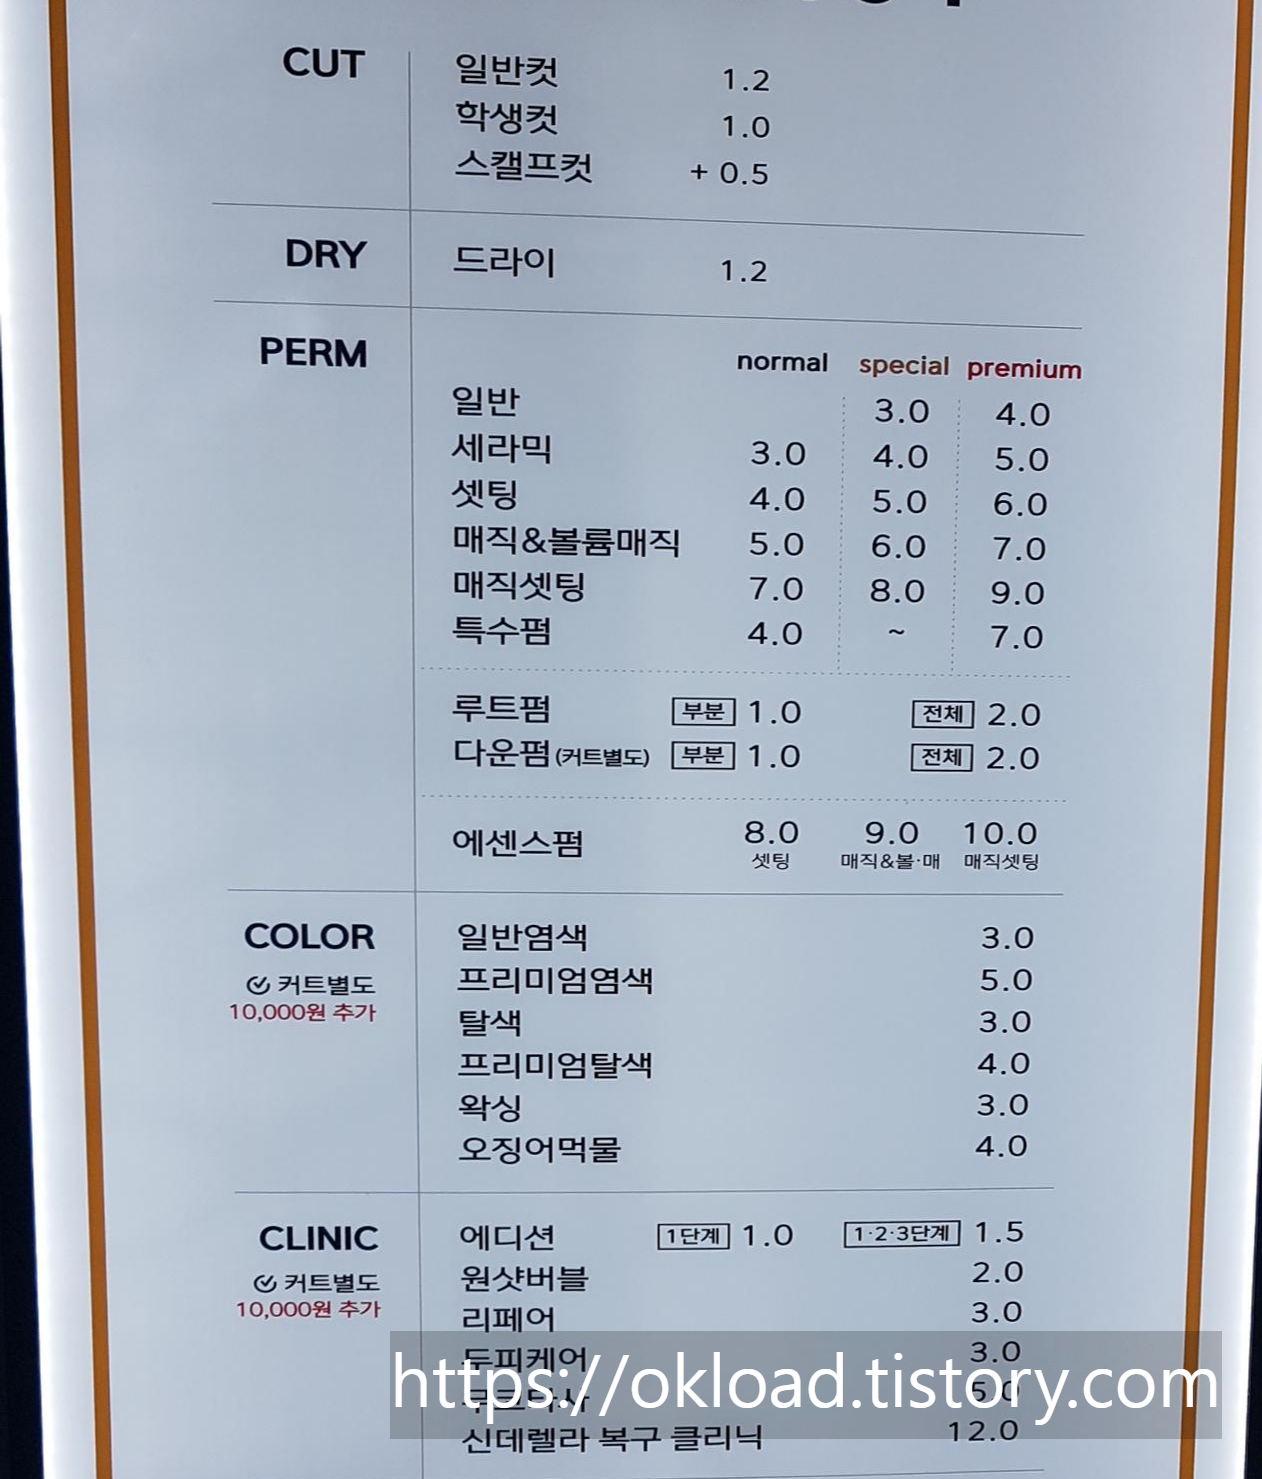 CUT
일반컷 1.2
학생컷 1.0
스캘프컷 + 0.5
DRY
드라이 1.2
PERM
normal special premium
일반 3.0 4.0
세라믹 3.0 4.0 5.0
셋팅 4.0 5.0 6.0
매직&볼륨매직 5.0 6.0 7.0
매직셋팅 7.0 8.0 9.0
특수펌 4.0 ~ 7.0
루트펌 부분 1.0 전체 2.0
다운펌(커트별도) 부분 1.0 전체 2.0
에센스펌 8.0 9.0 10.0
셋팅 매직&볼·매 매직셋팅
COLOR
커트별도
10,000원 추가
일반염색 3.0
프리미엄염색 5.0
탈색 3.0
프리미엄탈색 4.0
왁싱 3.0
오징어먹물 4.0
CLINIC
커트별도
10,000원 추가
에디션 1단계 1.0 1·2·3단계 1.5
원샷버블 2.0
리페어 3.0
두피케어 3.0
5.0
https://okload.tistory.com
신데렐라 복구 클리닉 12.0